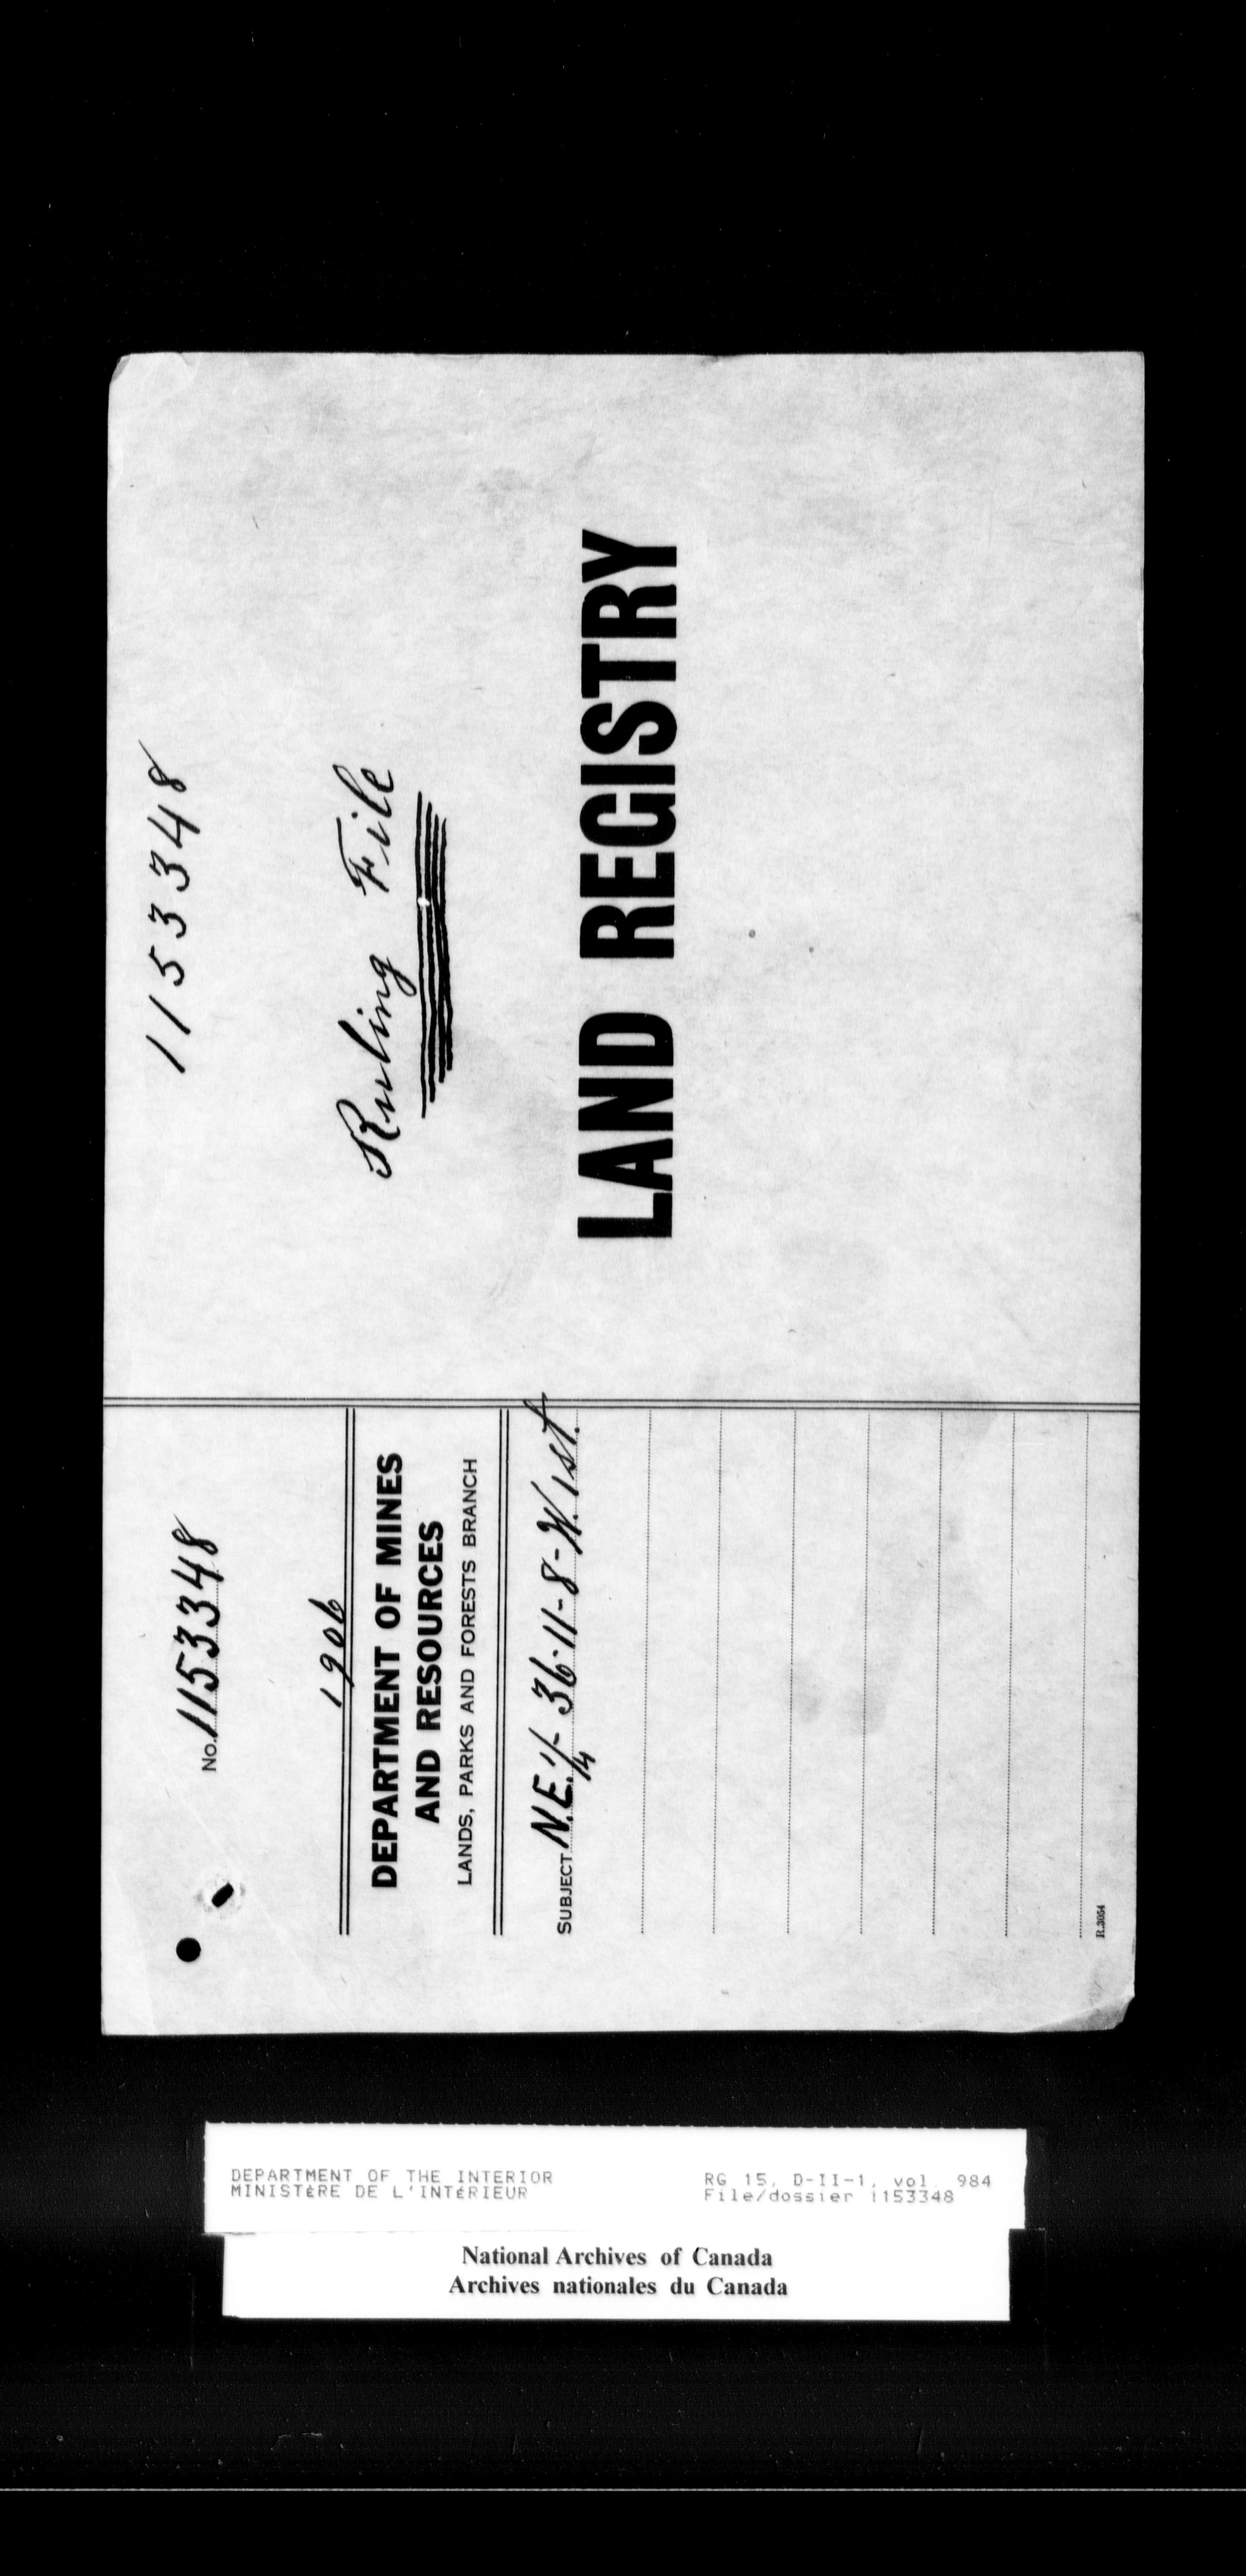 No. 1153348
1906
DEPARTMENT OF MINES
AND RESOURCES
LANDS, PARKS AND FORESTS BRANCH
SUBJECT N.E. 1/4 - 36-11-8-W. 1st.
R.3054
1153348
Ruling File
LAND REGISTRY
DEPARTMENT OF THE INTERIOR
MINISTÈRE DE L'INTÉRIEUR
RG 15, D-II-1, vol. 984
File/dossier 1153348
National Archives of Canada
Archives nationales du Canada